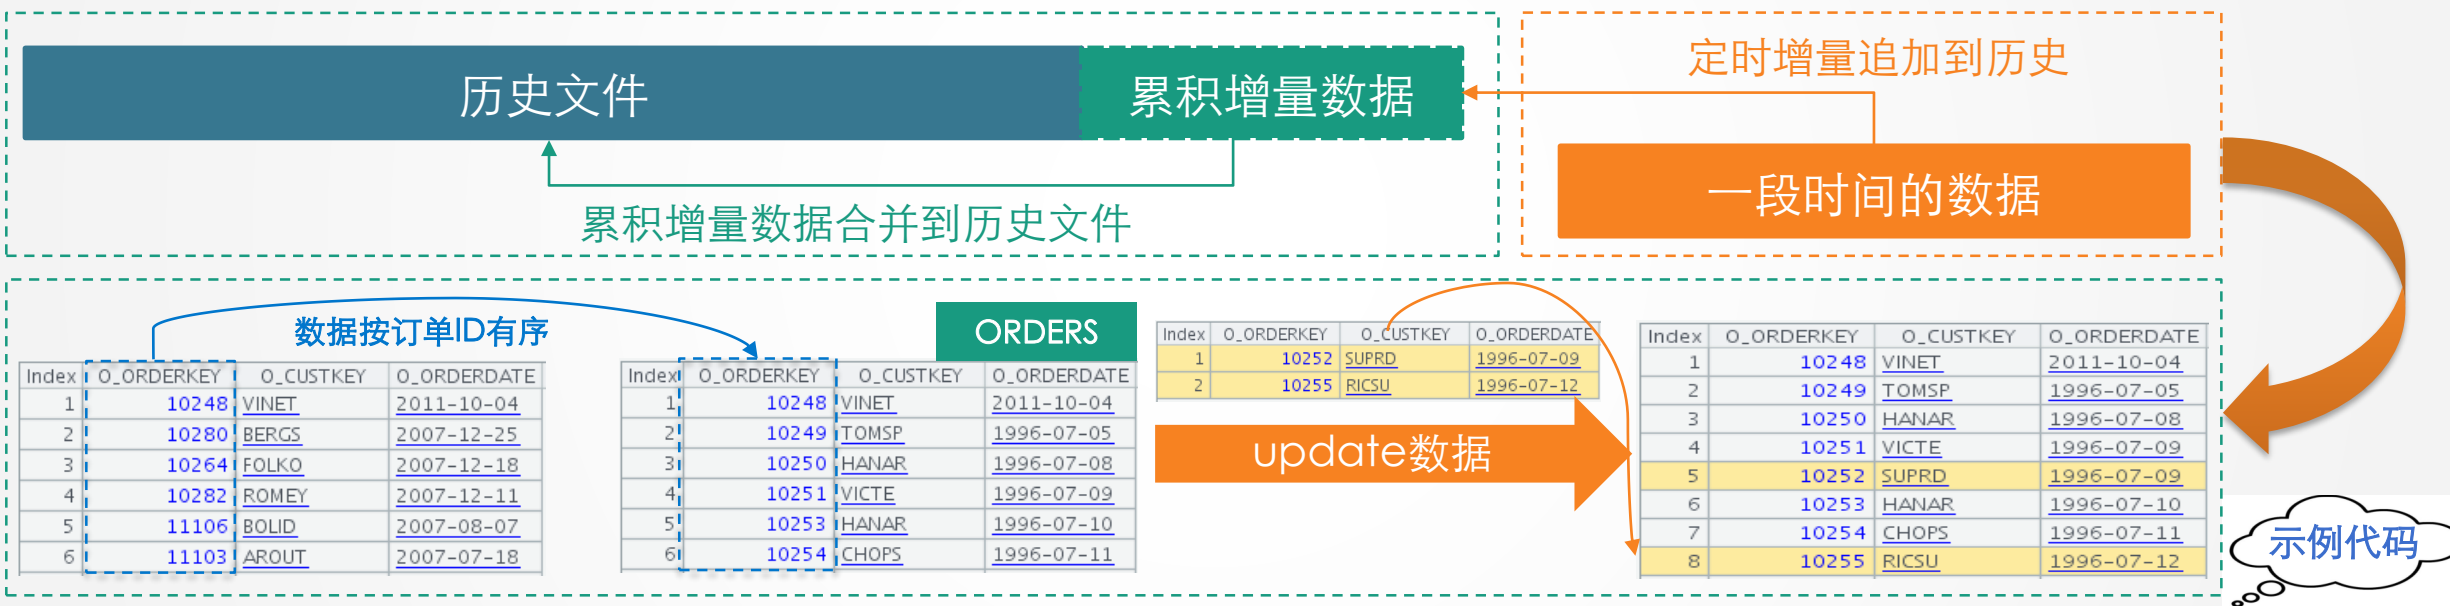 历史文件
累积增量数据
定时增量追加到历史
一段时间的数据
累积增量数据合并到历史文件
数据按订单ID有序
Index O_ORDERKEY O_CUSTKEY O_ORDERDATE
1 10248 VINET 2011-10-04
2 10280 BERGS 2007-12-25
3 10264 FOLKO 2007-12-18
4 10282 ROMEY 2007-12-11
5 11106 BOLID 2007-08-07
6 11103 AROUT 2007-07-18
ORDERS
Index O_ORDERKEY O_CUSTKEY O_ORDERDATE
1 10248 VINET 2011-10-04
2 10249 TOMSP 1996-07-05
3 10250 HANAR 1996-07-08
4 10251 VICTE 1996-07-09
5 10253 HANAR 1996-07-10
6 10254 CHOPS 1996-07-11
Index O_ORDERKEY O_CUSTKEY O_ORDERDATE
1 10252 SUPRD 1996-07-09
2 10255 RICSU 1996-07-12
update数据
Index O_ORDERKEY O_CUSTKEY O_ORDERDATE
1 10248 VINET 2011-10-04
2 10249 TOMSP 1996-07-05
3 10250 HANAR 1996-07-08
4 10251 VICTE 1996-07-09
5 10252 SUPRD 1996-07-09
6 10253 HANAR 1996-07-10
7 10254 CHOPS 1996-07-11
8 10255 RICSU 1996-07-12
示例代码